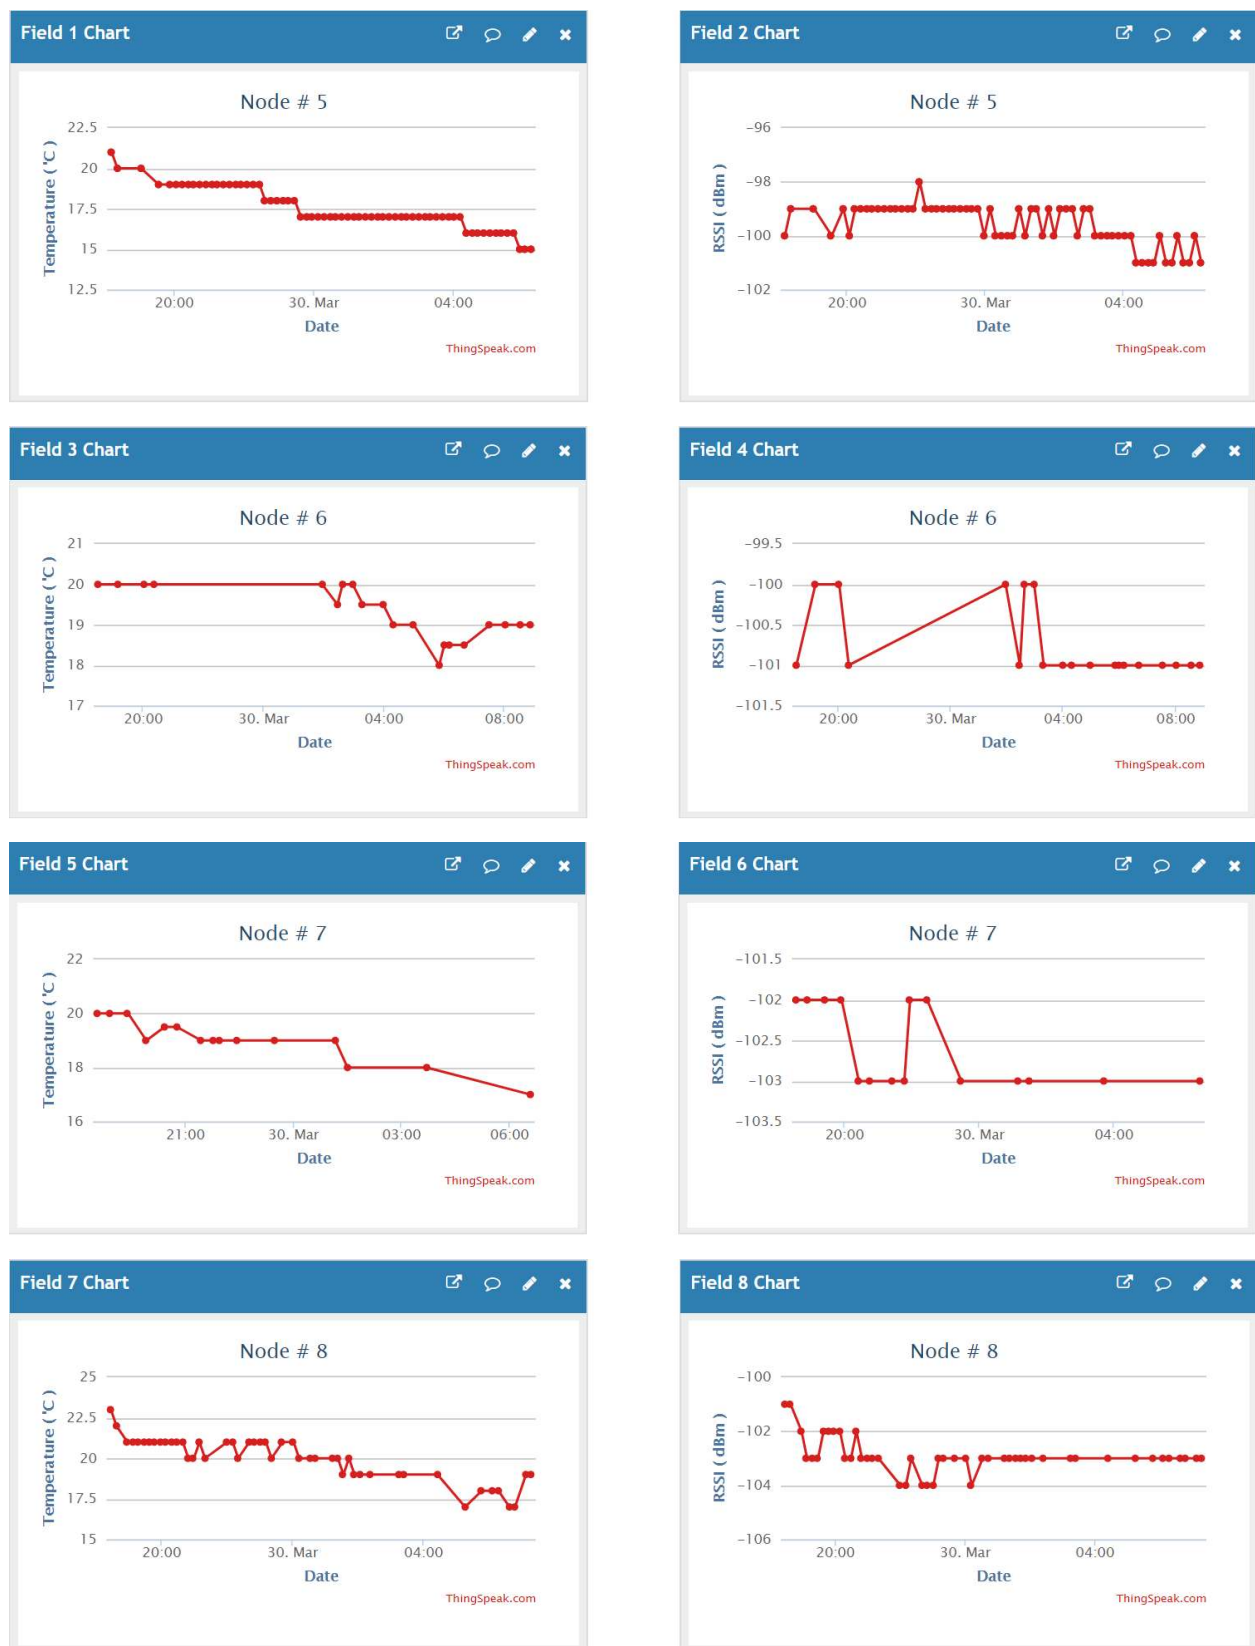 Field 1 Chart
Node # 5
Temperature ( °C )
22.5
20
17.5
15
12.5
20:00 30. Mar 04:00
Date
ThingSpeak.com
Field 2 Chart
Node # 5
RSSI ( dBm )
−96
−98
−100
−102
20:00 30. Mar 04:00
Date
ThingSpeak.com
Field 3 Chart
Node # 6
Temperature ( °C )
21
20
19
18
17
20:00 30. Mar 04:00 08:00
Date
ThingSpeak.com
Field 4 Chart
Node # 6
RSSI ( dBm )
−99.5
−100
−100.5
−101
−101.5
20:00 30. Mar 04:00 08:00
Date
ThingSpeak.com
Field 5 Chart
Node # 7
Temperature ( °C )
22
20
18
16
21:00 30. Mar 03:00 06:00
Date
ThingSpeak.com
Field 6 Chart
Node # 7
RSSI ( dBm )
−101.5
−102
−102.5
−103
−103.5
20:00 30. Mar 04:00
Date
ThingSpeak.com
Field 7 Chart
Node # 8
Temperature ( °C )
25
22.5
20
17.5
15
20:00 30. Mar 04:00
Date
ThingSpeak.com
Field 8 Chart
Node # 8
RSSI ( dBm )
−100
−102
−104
−106
20:00 30. Mar 04:00
Date
ThingSpeak.com